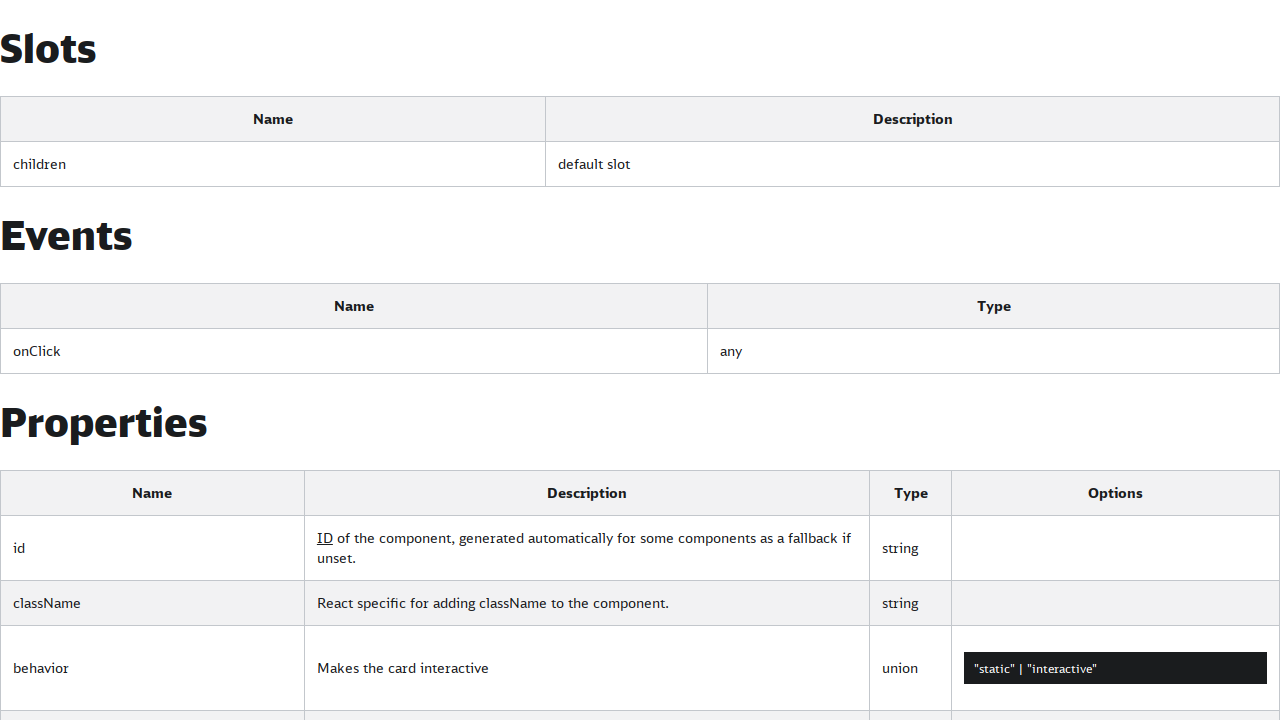 Slots
Name Description
children default slot
Events
Name Type
onClick any
Properties
Name Description Type Options
id ID of the component, generated automatically for some components as a fallback if unset. string
className React specific for adding className to the component. string
behavior Makes the card interactive union "static" | "interactive"